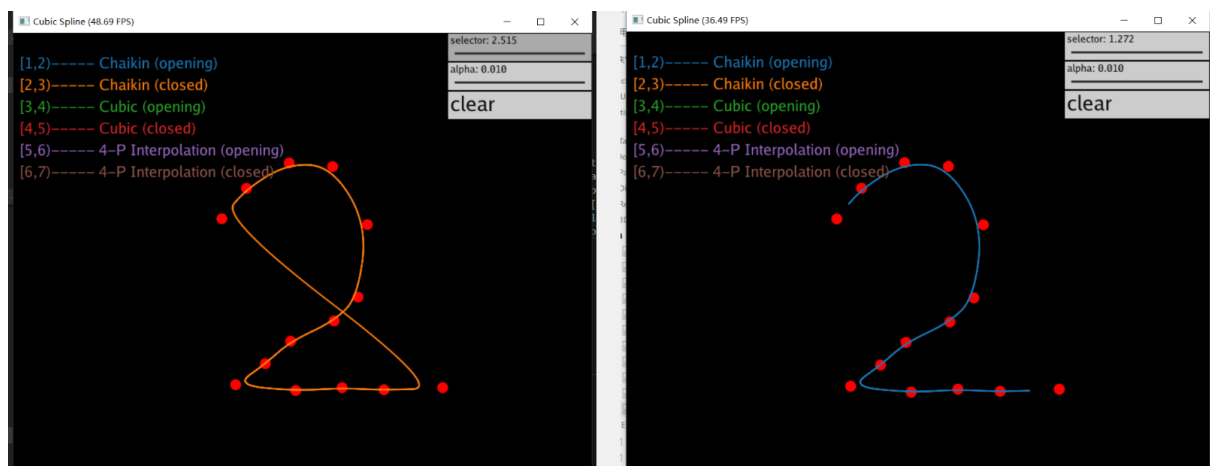 Cubic Spline (48.69 FPS)
selector: 2.515
[1,2)----- Chaikin (opening)
alpha: 0.010
[2,3)----- Chaikin (closed)
clear
[3,4)----- Cubic (opening)
[4,5)----- Cubic (closed)
[5,6)----- 4-P Interpolation (opening)
[6,7)----- 4-P Interpolation (closed)
Cubic Spline (36.49 FPS)
selector: 1.272
[1,2)----- Chaikin (opening)
alpha: 0.010
[2,3)----- Chaikin (closed)
clear
[3,4)----- Cubic (opening)
[4,5)----- Cubic (closed)
[5,6)----- 4-P Interpolation (opening)
[6,7)----- 4-P Interpolation (closed)